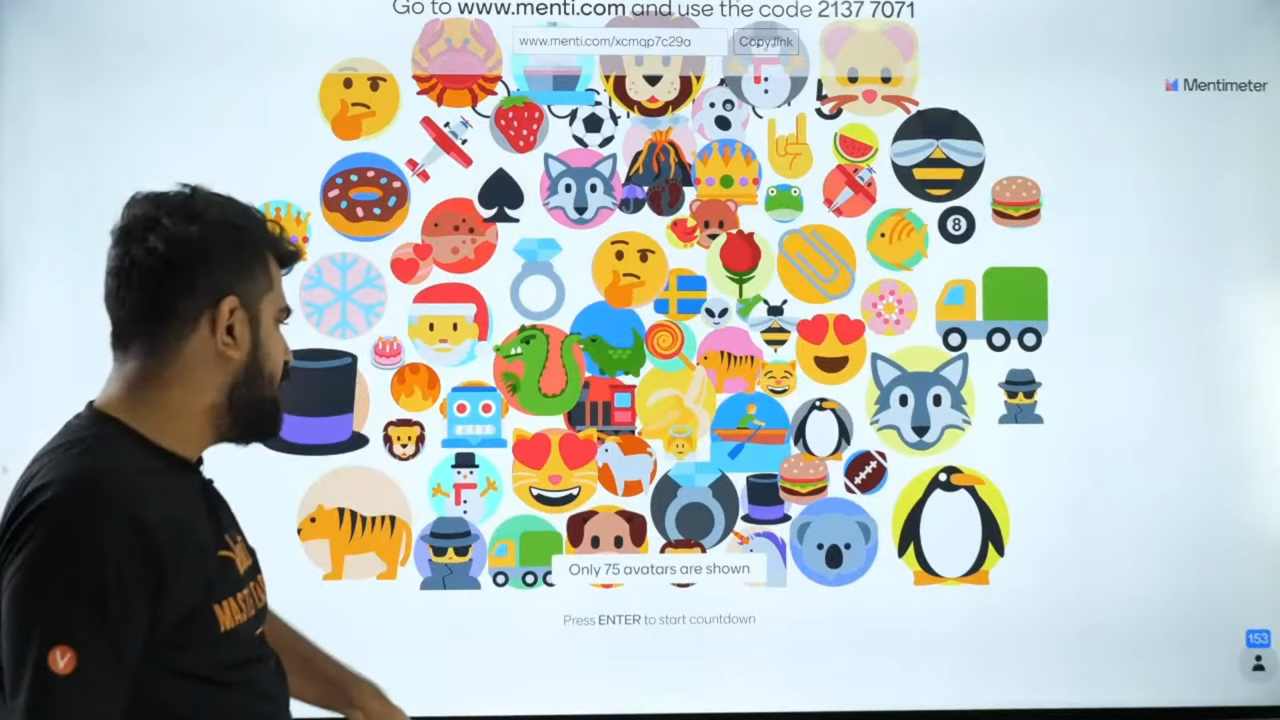 Go to www.menti.com and use the code 2137 7071
www.menti.com/xcmqp7c29a
Copy link
Mentimeter
8
Only 75 avatars are shown
Press ENTER to start countdown
153
V